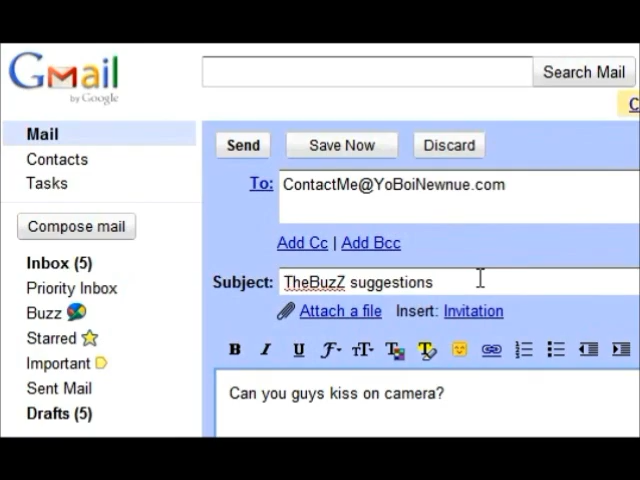 Gmail
by Google
Search Mail
C
Mail
Contacts
Tasks
Compose mail
Inbox (5)
Priority Inbox
Buzz
Starred
Important
Sent Mail
Drafts (5)
Send Save Now Discard
To: ContactMe@YoBoiNewnue.com
Add Cc | Add Bcc
Subject: TheBuzZ suggestions
Attach a file Insert: Invitation
B I U
Can you guys kiss on camera?